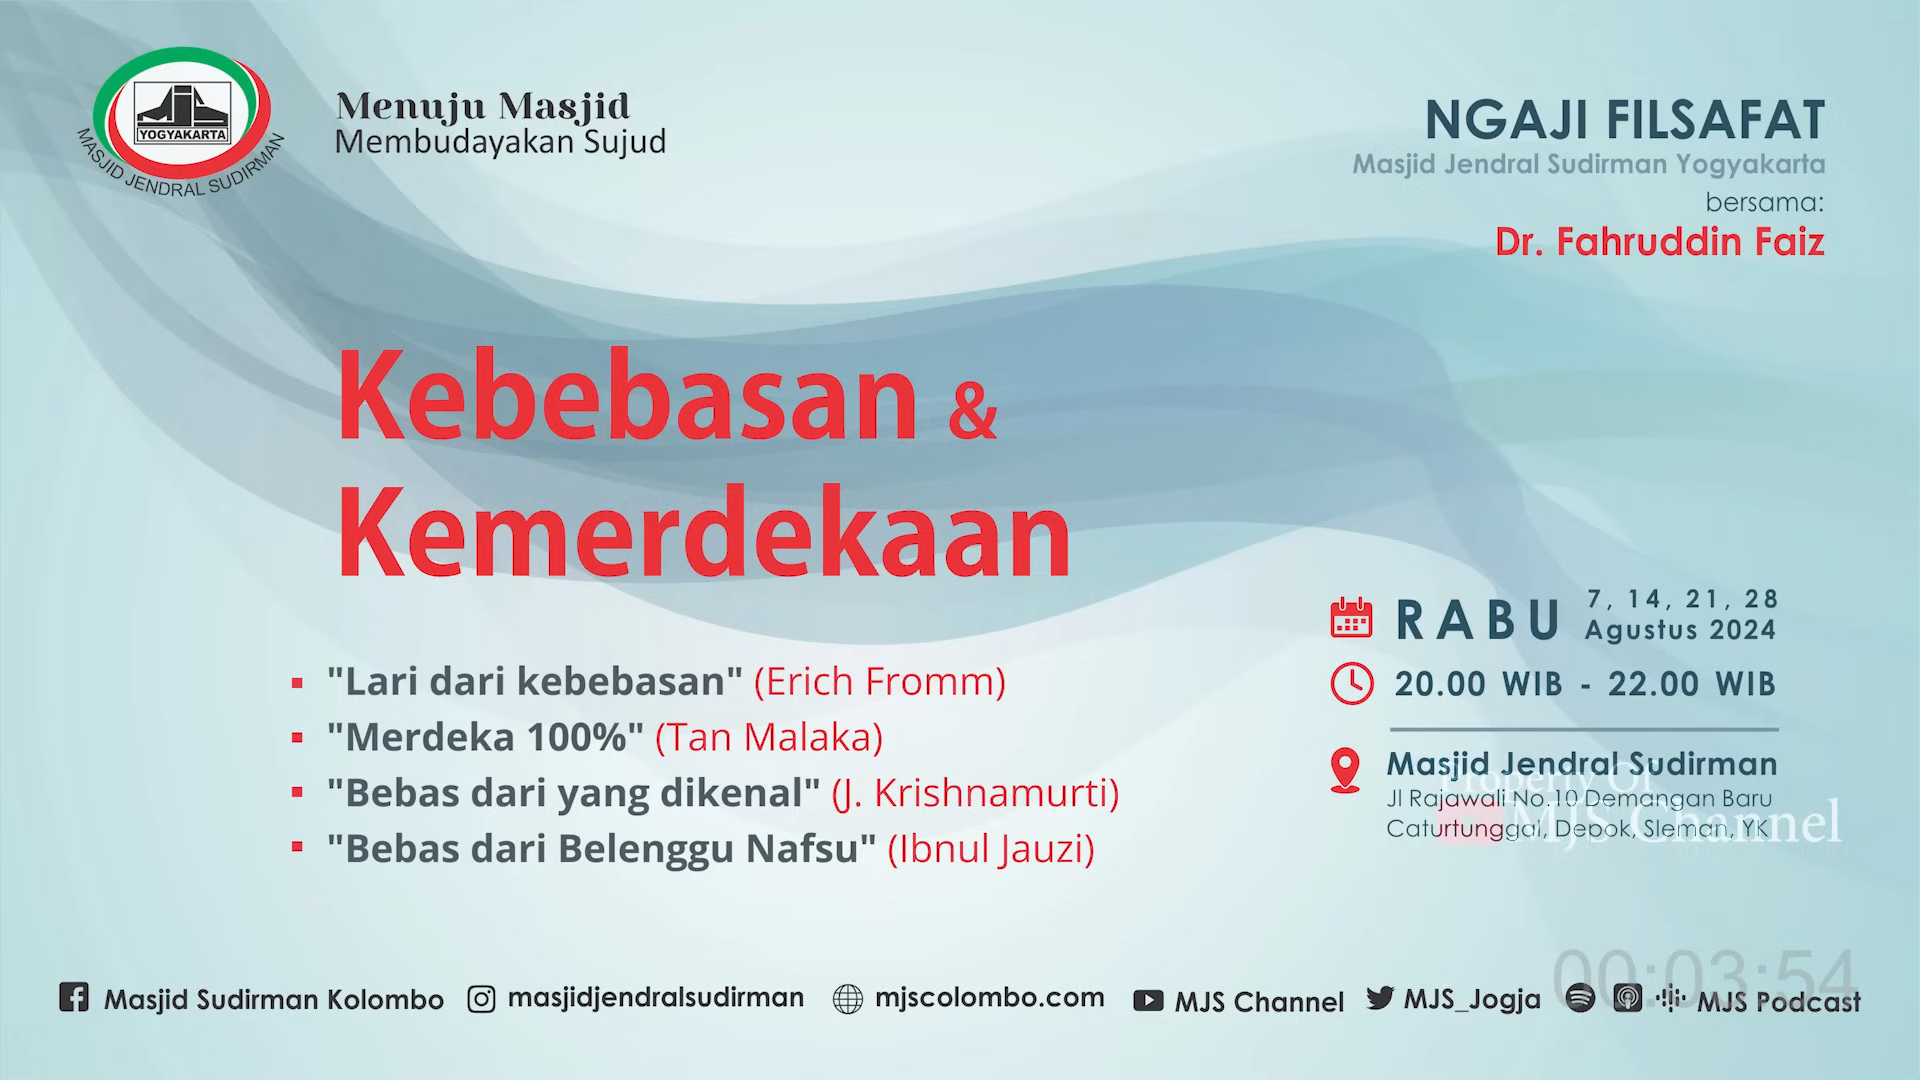 YOGYAKARTA
MASJID JENDRAL SUDIRMAN
Menuju Masjid
Membudayakan Sujud
NGAJI FILSAFAT
Masjid Jendral Sudirman Yogyakarta
bersama:
Dr. Fahruddin Faiz
Kebebasan &
Kemerdekaan
"Lari dari kebebasan" (Erich Fromm)
"Merdeka 100%" (Tan Malaka)
"Bebas dari yang dikenal" (J. Krishnamurti)
"Bebas dari Belenggu Nafsu" (Ibnul Jauzi)
RABU
7, 14, 21, 28
Agustus 2024
20.00 WIB - 22.00 WIB
Masjid Jendral Sudirman
Jl Rajawali No.10 Demangan Baru
Caturtunggal, Depok, Sleman, YK
Property Of
MJS Channel
00:03:54
Masjid Sudirman Kolombo
masjidjendralsudirman
mjscolombo.com
MJS Channel
MJS_Jogja
MJS Podcast